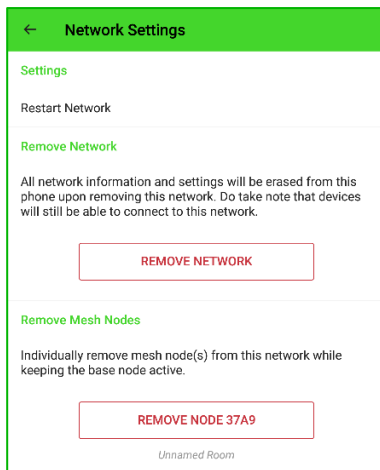 Network Settings
Settings
Restart Network
Remove Network
All network information and settings will be erased from this
phone upon removing this network. Do take note that devices
will still be able to connect to this network.
REMOVE NETWORK
Remove Mesh Nodes
Individually remove mesh node(s) from this network while
keeping the base node active.
REMOVE NODE 37A9
Unnamed Room